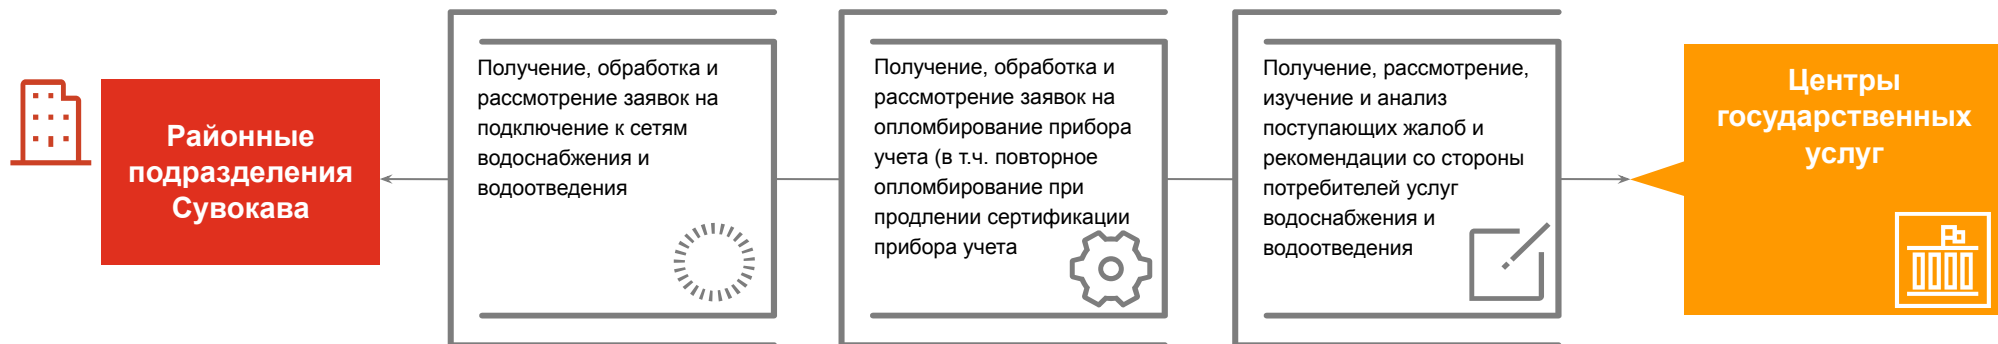 Районные
подразделения
Сувокава
Получение, обработка и
рассмотрение заявок на
подключение к сетям
водоснабжения и
водоотведения
Получение, обработка и
рассмотрение заявок на
опломбирование прибора
учета (в т.ч. повторное
опломбирование при
продлении сертификации
прибора учета
Получение, рассмотрение,
изучение и анализ
поступающих жалоб и
рекомендации со стороны
потребителей услуг
водоснабжения и
водоотведения
Центры
государственных
услуг